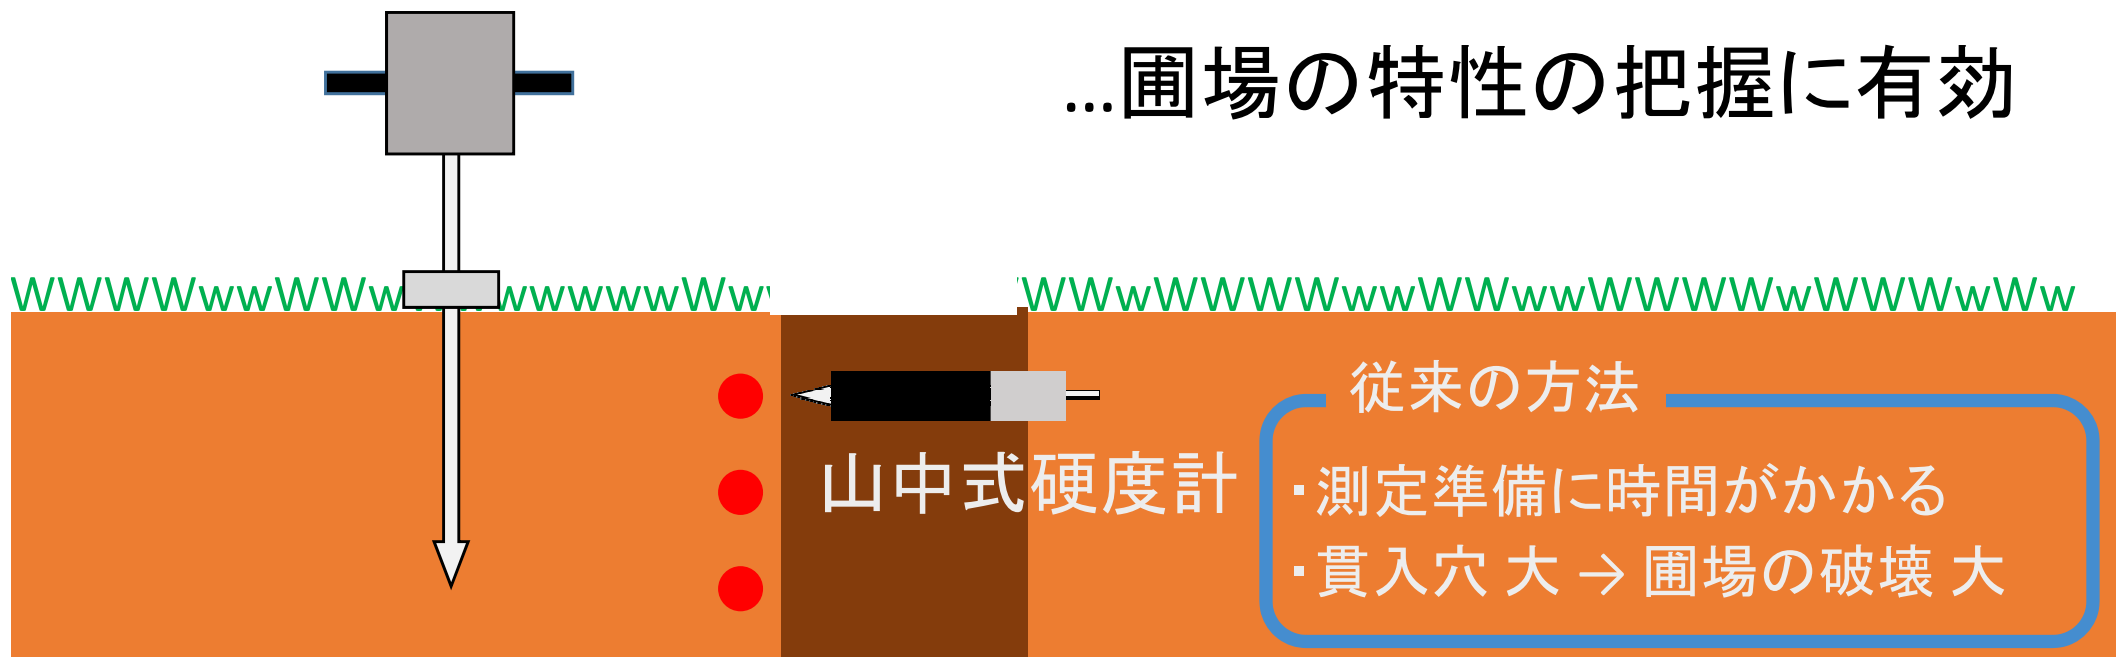 ...圃場の特性の把握に有効
従来の方法
山中式硬度計
・測定準備に時間がかかる
・貫入穴 大 → 圃場の破壊 大